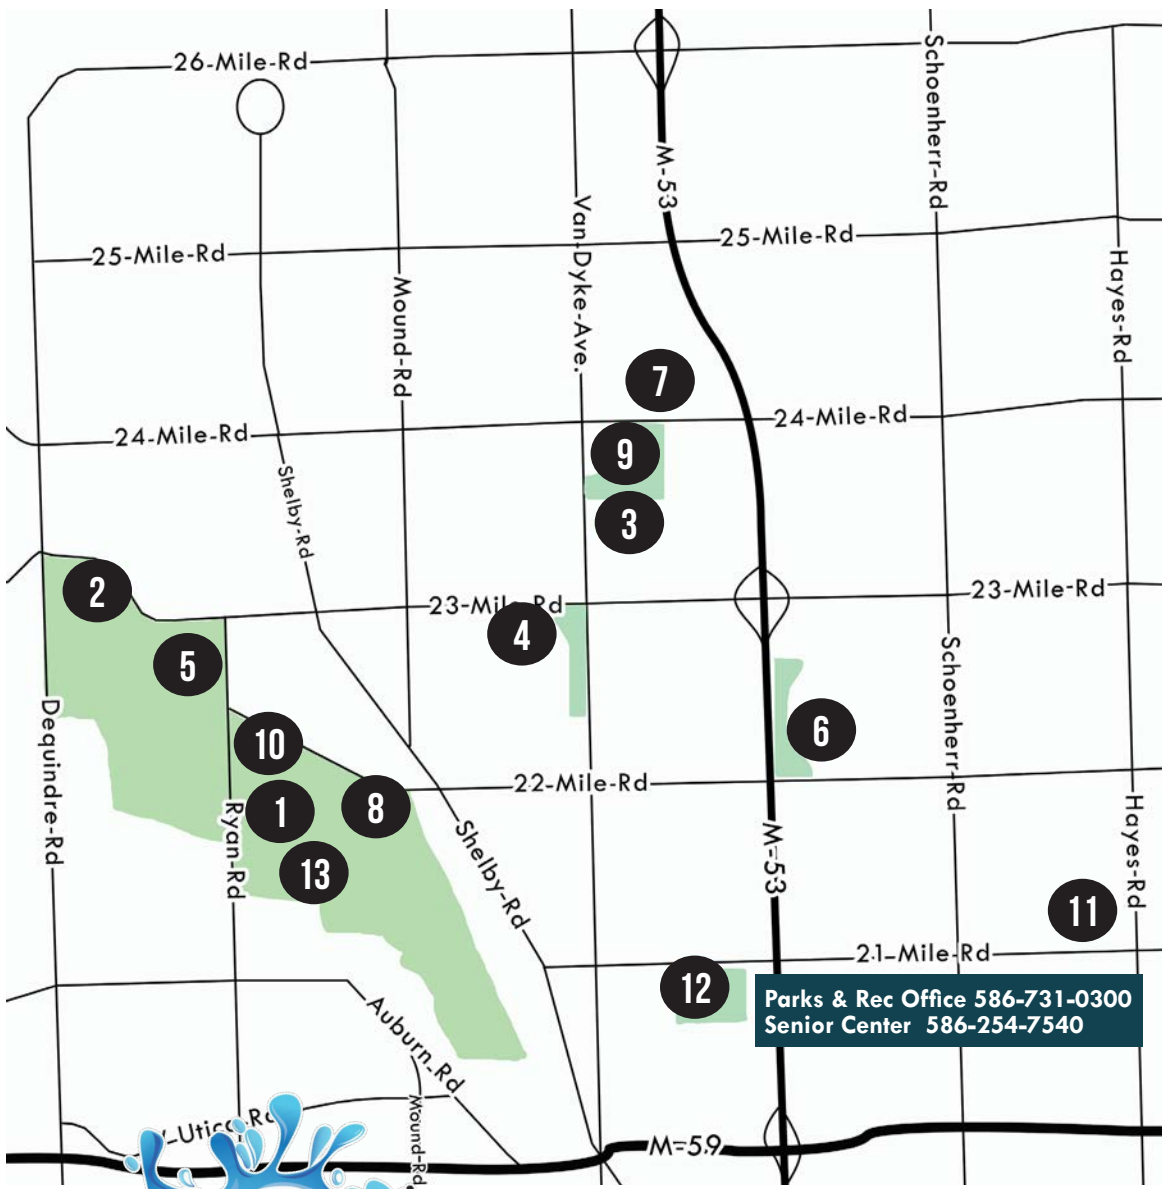 26-Mile-Rd
Schoenherr-Rd
M-53
Van-Dyke-Ave.
25-Mile-Rd
25-Mile-Rd
Mound-Rd
Hayes-Rd
7
24-Mile-Rd
24-Mile-Rd
9
Shelby-Rd
3
2
23-Mile-Rd
23-Mile-Rd
4
5
Schoenherr-Rd
Dequindre-Rd
10
6
22-Mile-Rd
1
8
Ryan-Rd
Shelby-Rd
M-53
Hayes-Rd
13
11
21-Mile-Rd
12
Parks & Rec Office 586-731-0300
Senior Center 586-254-7540
Auburn Rd
Utica-Rd
Mound-Rd
M-59